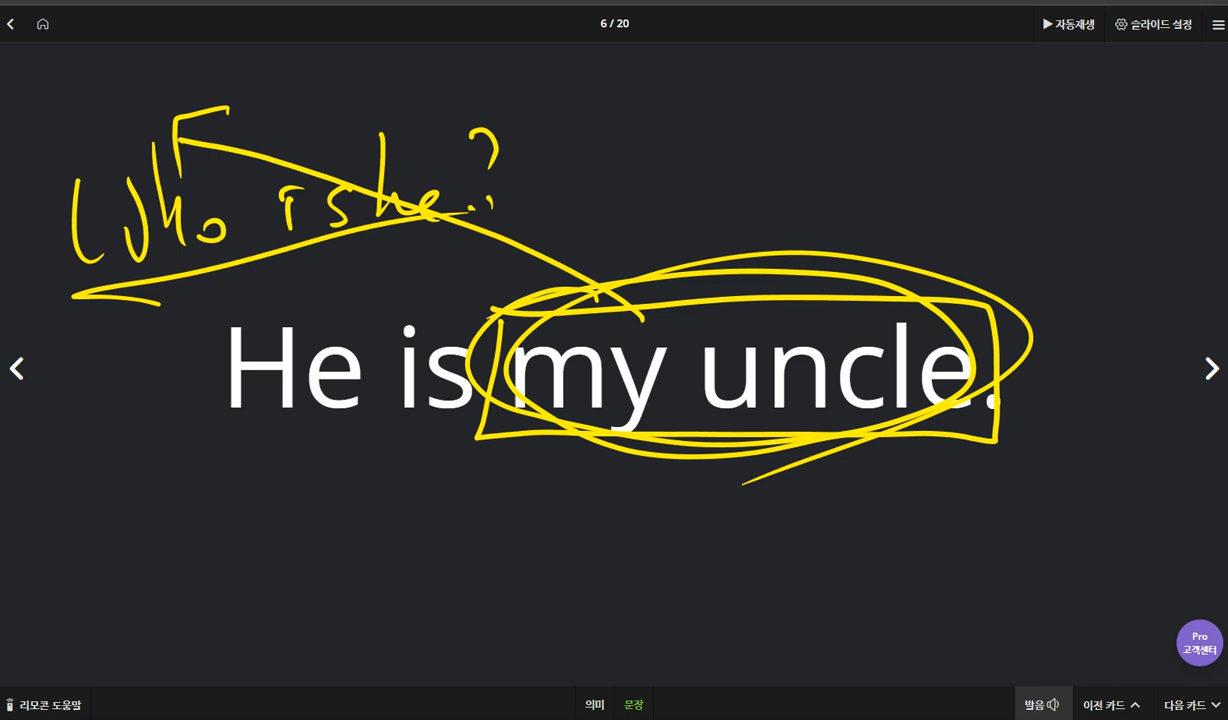 6 / 20
▶자동재생
슬라이드 설정
Who is he?
He is my uncle.
Pro
고객센터
리모콘 도움말
의미
문장
발음
이전 카드
다음 카드